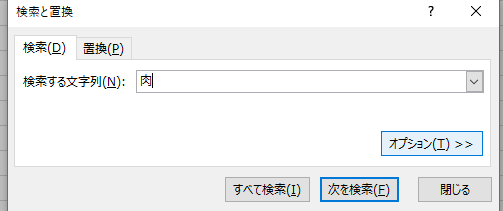 検索と置換
検索(D) 置換(P)
検索する文字列(N): 肉
オプション(T) >>
すべて検索(I) 次を検索(F) 閉じる